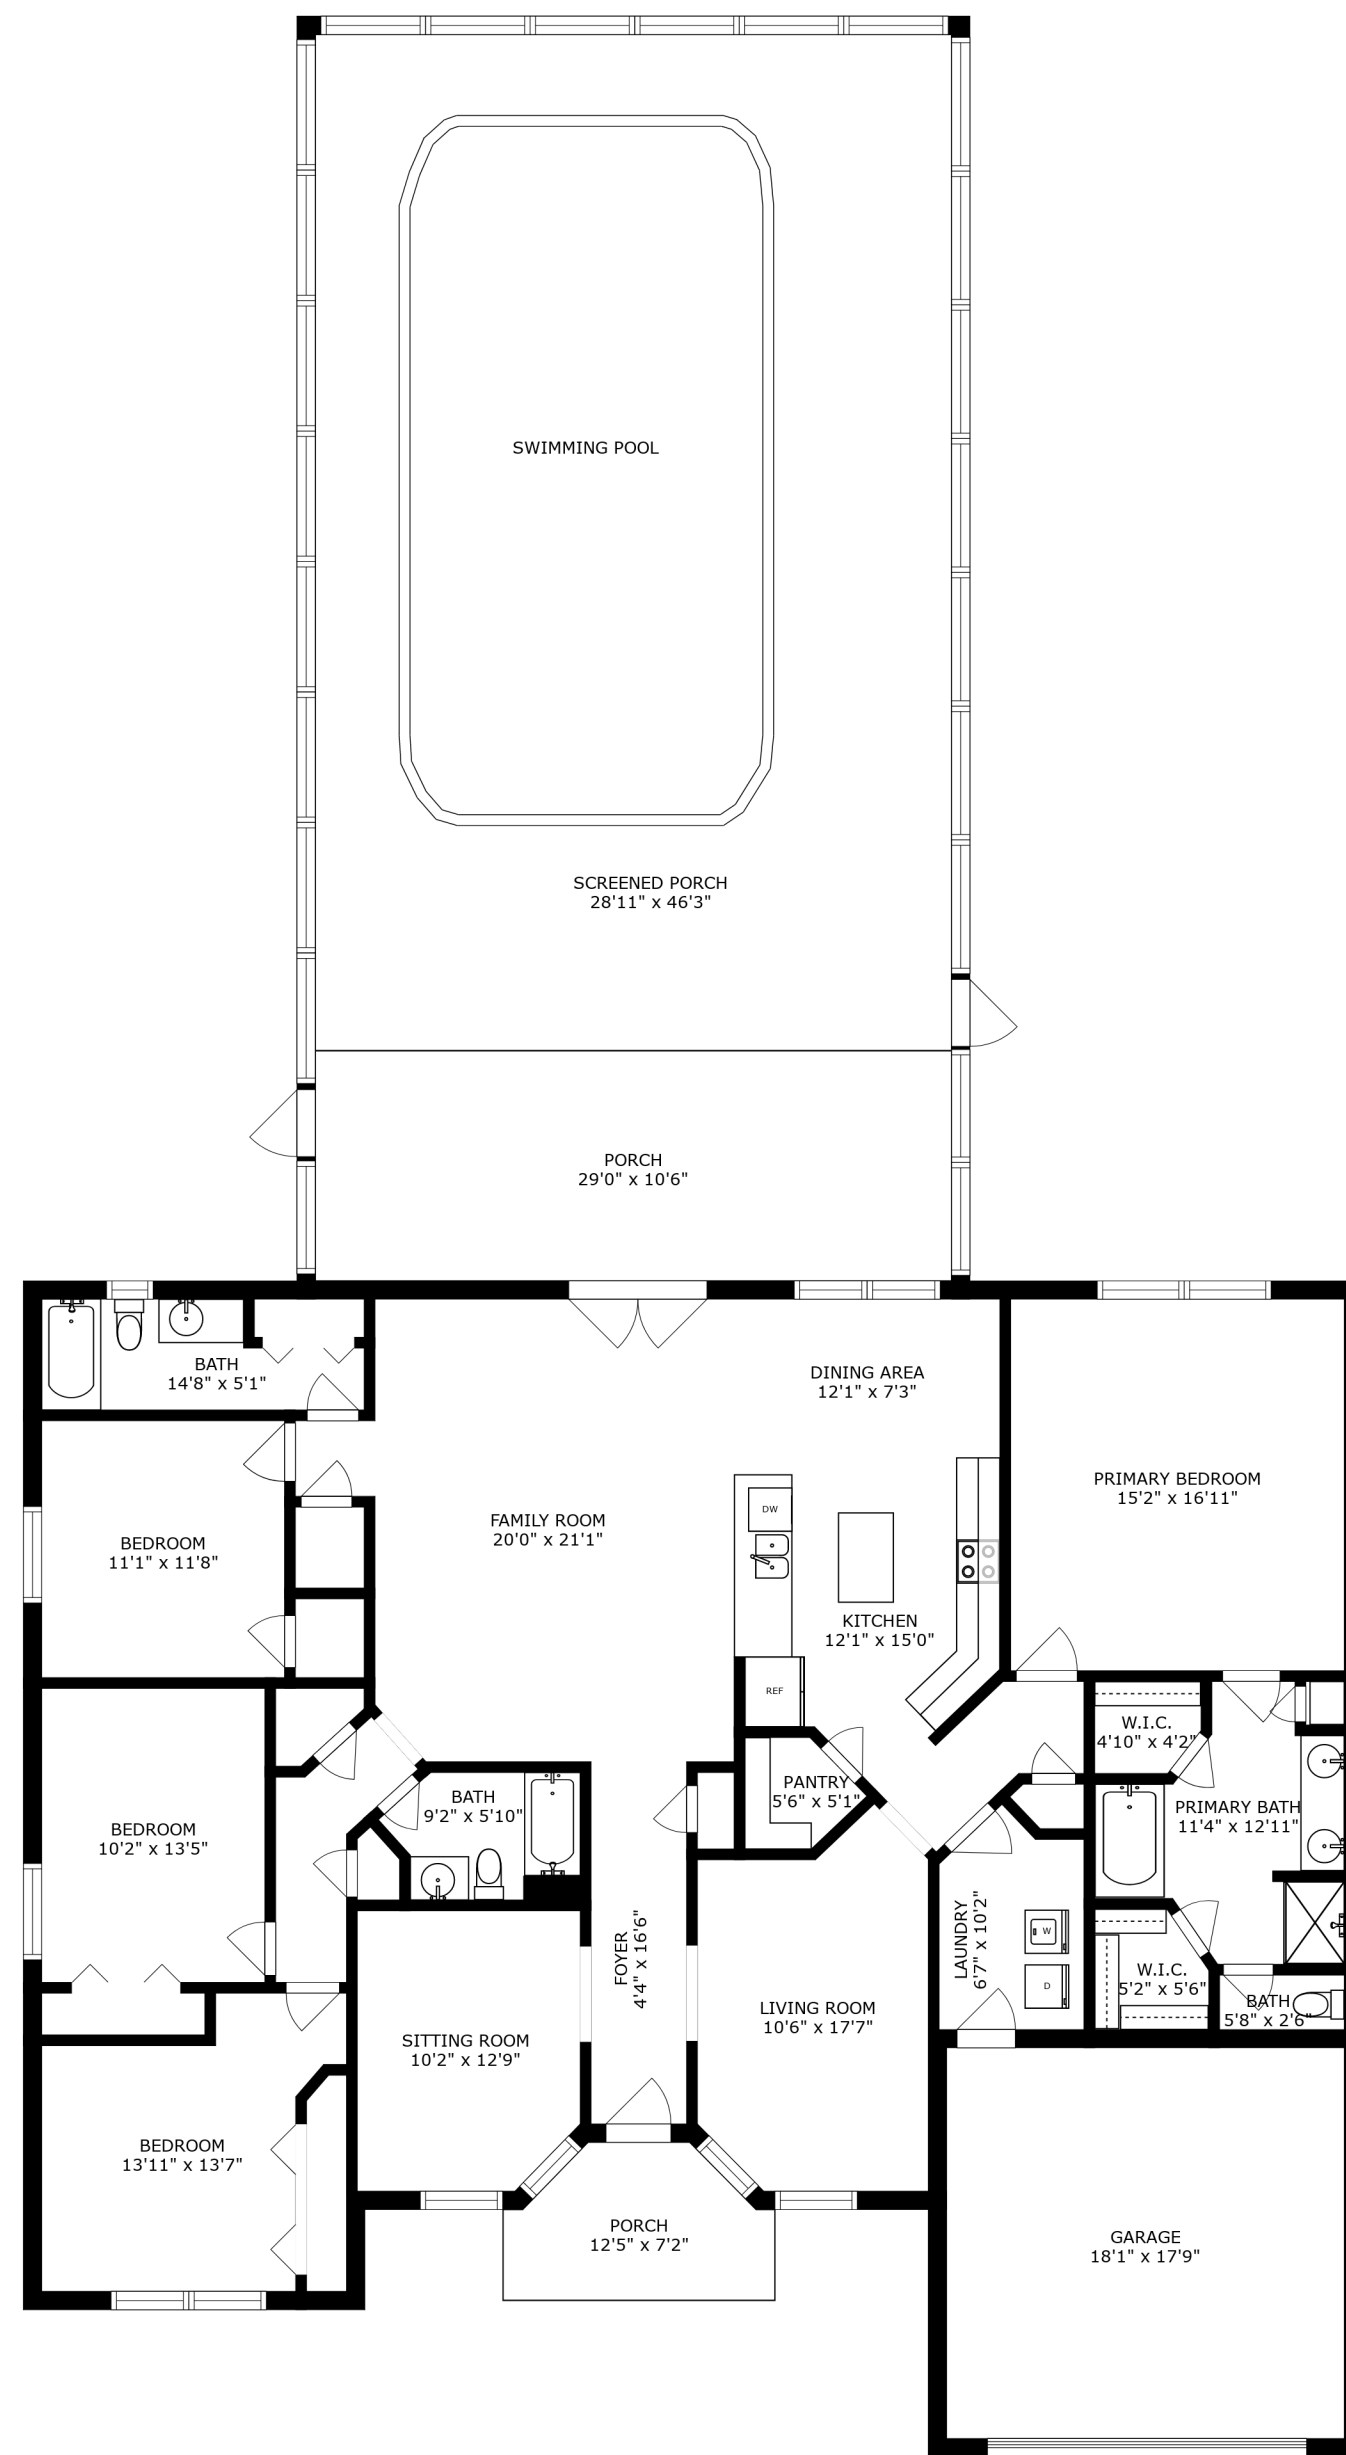 SWIMMING POOL
SCREENED PORCH
28'11" x 46'3"
PORCH
29'0" x 10'6"
BATH
14'8" x 5'1"
DINING AREA
12'1" x 7'3"
PRIMARY BEDROOM
15'2" x 16'11"
DW
FAMILY ROOM
20'0" x 21'1"
BEDROOM
11'1" x 11'8"
KITCHEN
12'1" x 15'0"
REF
W.I.C.
4'10" x 4'2"
PANTRY
5'6" x 5'1"
BATH
9'2" x 5'10"
PRIMARY BATH
11'4" x 12'11"
BEDROOM
10'2" x 13'5"
FOYER
4'4" x 16'6"
LAUNDRY
6'7" x 10'2"
W
D
W.I.C.
5'2" x 5'6"
BATH
5'8" x 2'6"
LIVING ROOM
10'6" x 17'7"
SITTING ROOM
10'2" x 12'9"
BEDROOM
13'11" x 13'7"
PORCH
12'5" x 7'2"
GARAGE
18'1" x 17'9"